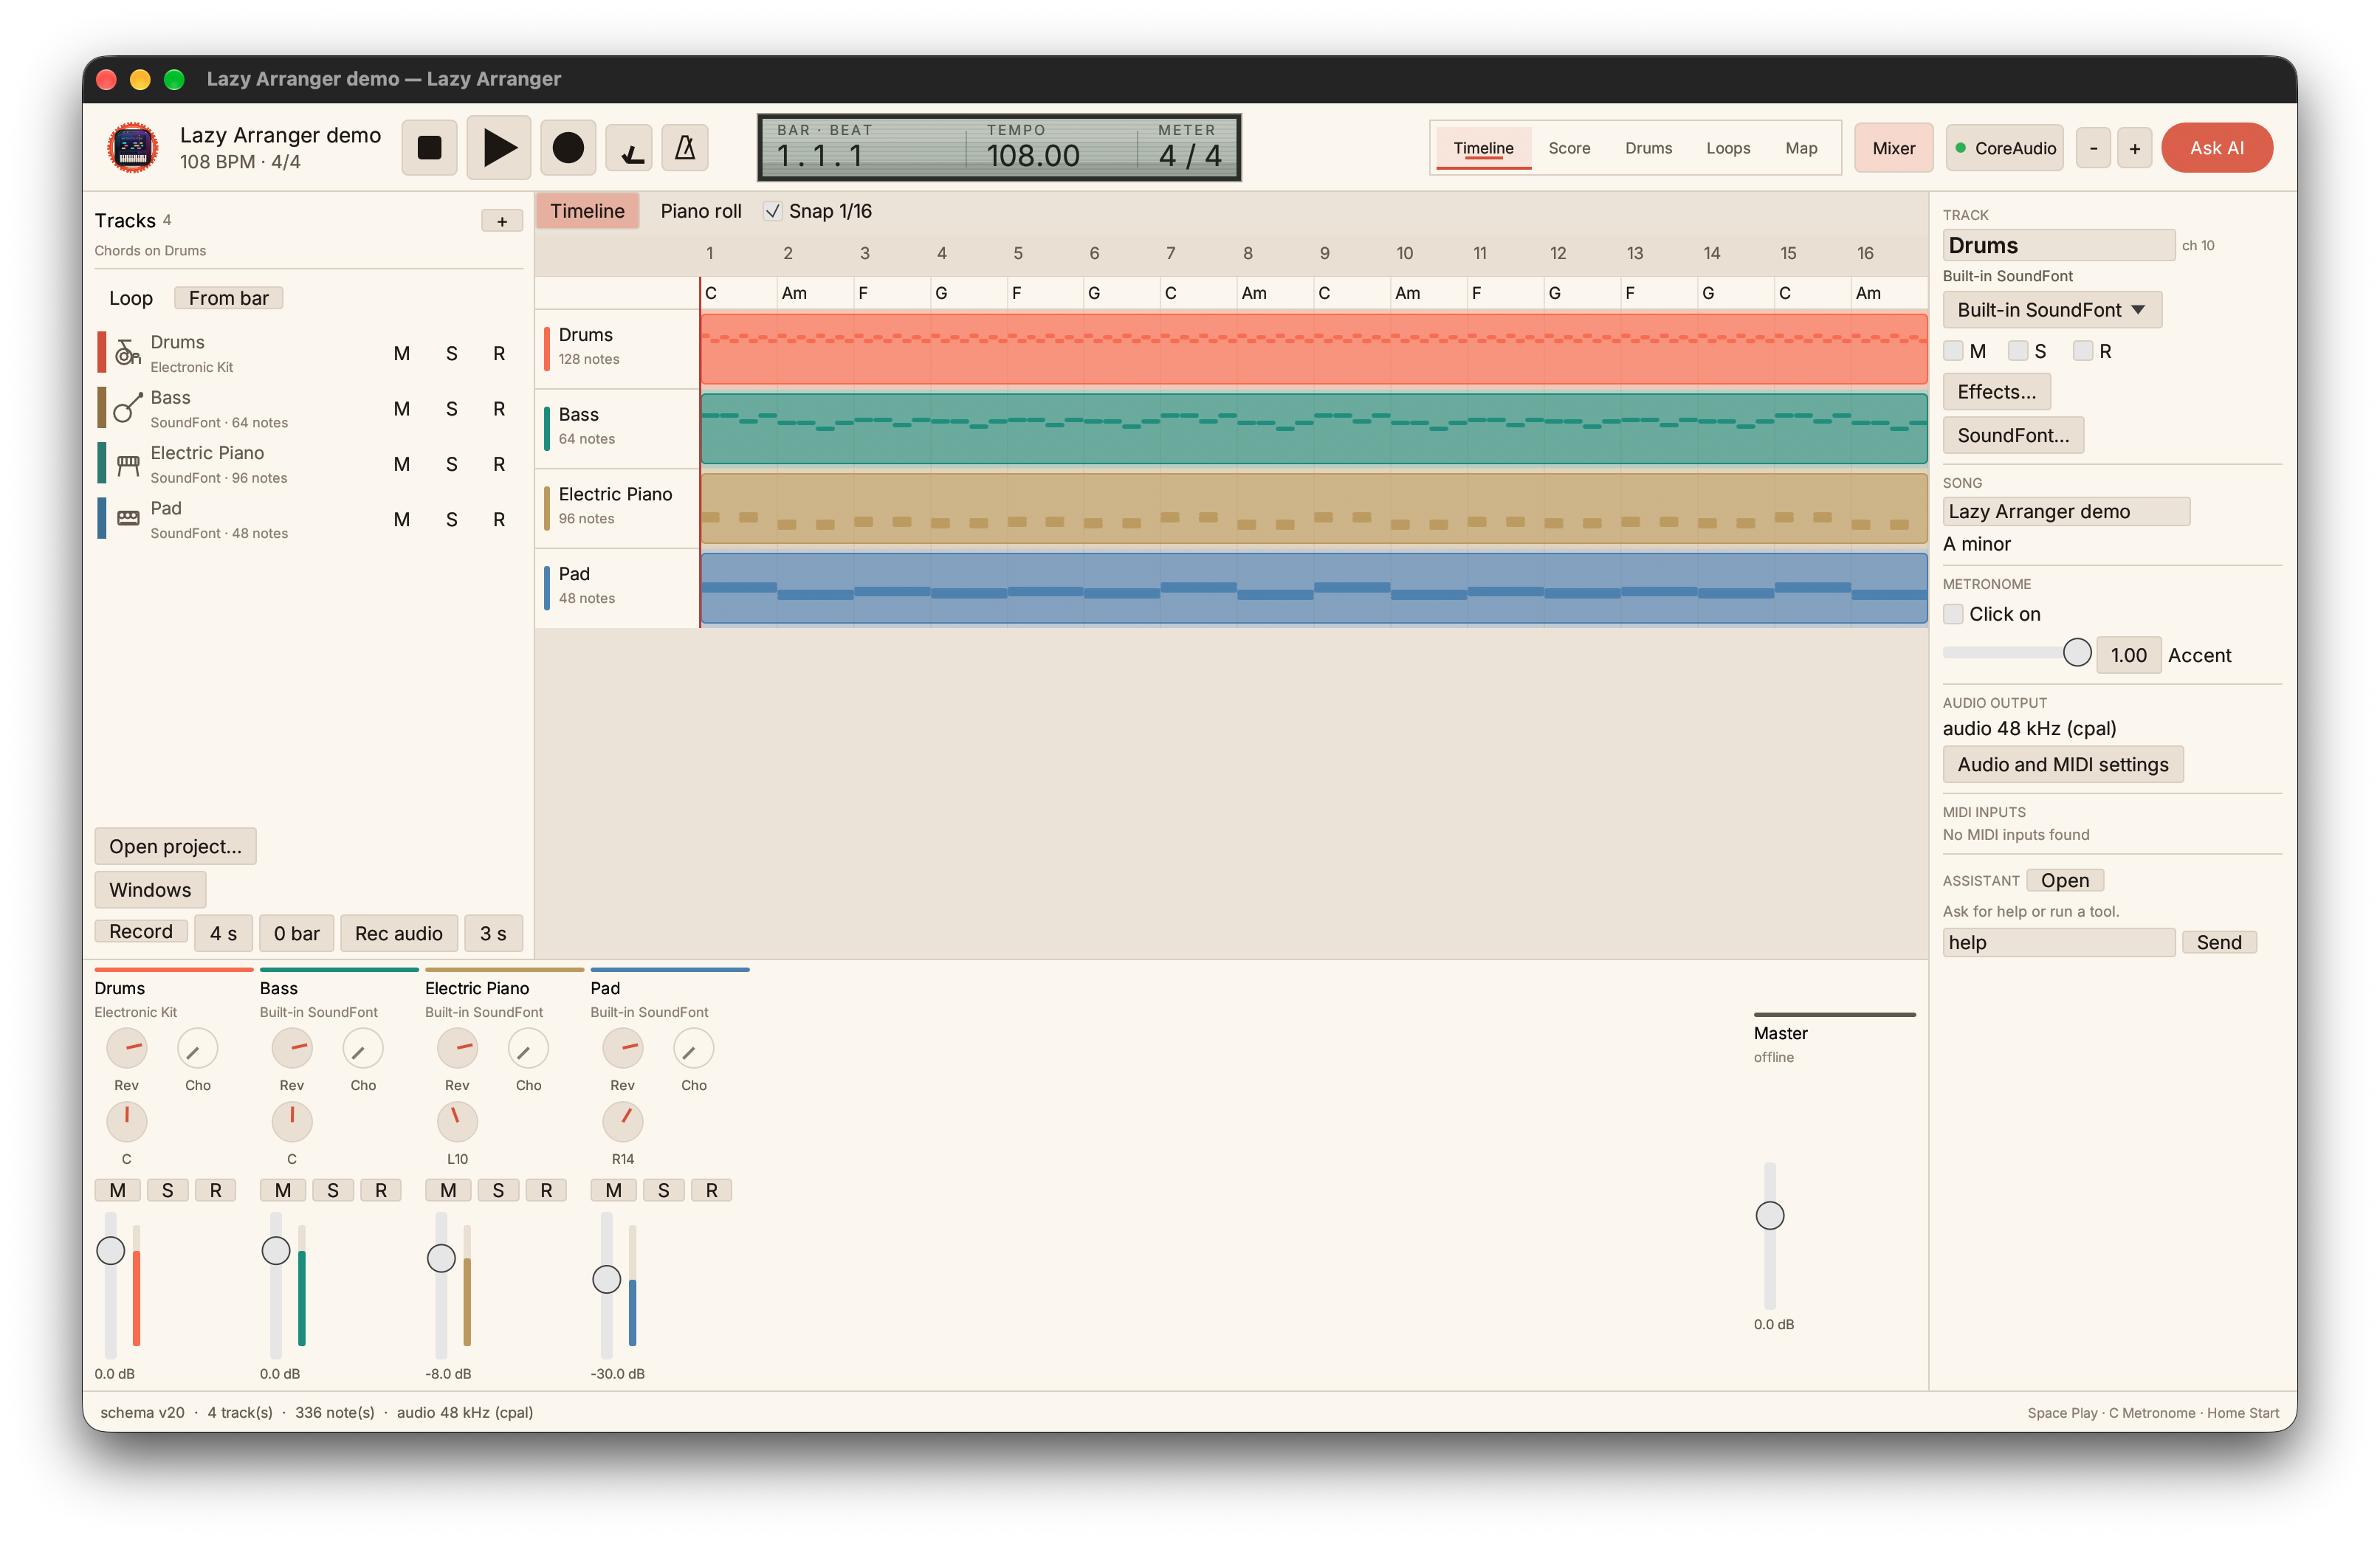 Lazy Arranger demo — Lazy Arranger
Lazy Arranger demo
108 BPM · 4/4
BAR · BEAT TEMPO METER
1 . 1 . 1 108.00 4 / 4
Timeline Score Drums Loops Map Mixer CoreAudio - + Ask AI
Tracks 4 +
Chords on Drums
Loop From bar
Drums M S R
Electronic Kit
Bass M S R
SoundFont · 64 notes
Electric Piano M S R
SoundFont · 96 notes
Pad M S R
SoundFont · 48 notes
Open project...
Windows
Record 4 s 0 bar Rec audio 3 s
Timeline Piano roll Snap 1/16
1 2 3 4 5 6 7 8 9 10 11 12 13 14 15 16
C Am F G F G C Am C Am F G F G C Am
Drums
128 notes
Bass
64 notes
Electric Piano
96 notes
Pad
48 notes
TRACK
Drums ch 10
Built-in SoundFont
Built-in SoundFont
M S R
Effects...
SoundFont...
SONG
Lazy Arranger demo
A minor
METRONOME
Click on
1.00 Accent
AUDIO OUTPUT
audio 48 kHz (cpal)
Audio and MIDI settings
MIDI INPUTS
No MIDI inputs found
ASSISTANT Open
Ask for help or run a tool.
help Send
Drums Bass Electric Piano Pad
Electronic Kit Built-in SoundFont Built-in SoundFont Built-in SoundFont
Rev Cho Rev Cho Rev Cho Rev Cho
C C L10 R14
M S R M S R M S R M S R
0.0 dB 0.0 dB -8.0 dB -30.0 dB
Master
offline
0.0 dB
schema v20 · 4 track(s) · 336 note(s) · audio 48 kHz (cpal)
Space Play · C Metronome · Home Start